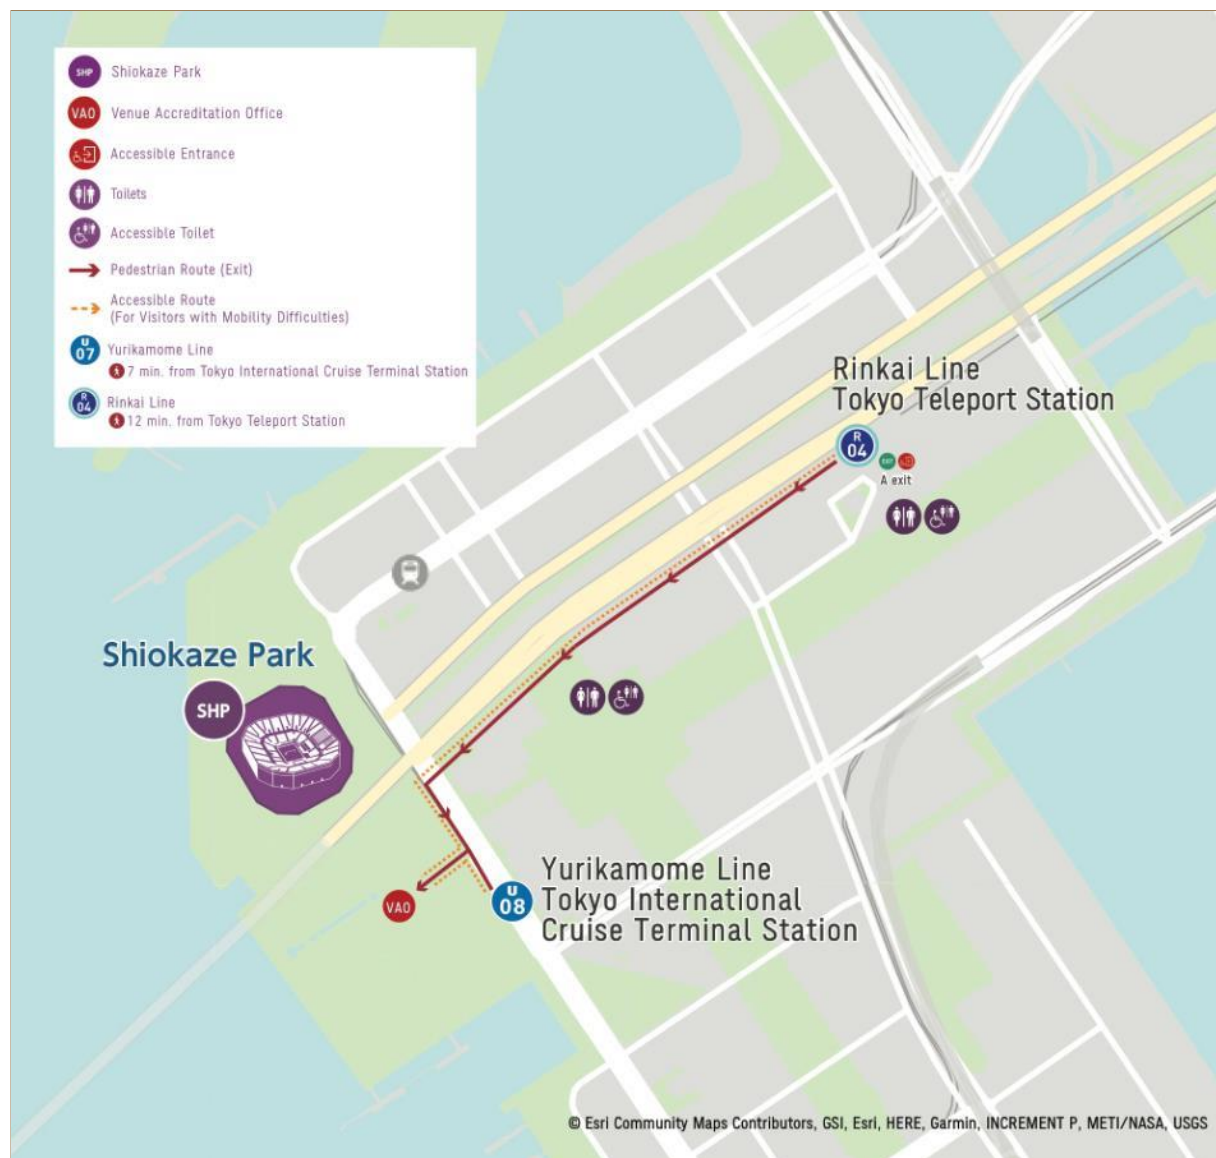 SHP Shiokaze Park
VAO Venue Accreditation Office
Accessible Entrance
Toilets
Accessible Toilet
Pedestrian Route (Exit)
Accessible Route
(For Visitors with Mobility Difficulties)
U 07 Yurikamome Line
7 min. from Tokyo International Cruise Terminal Station
R 04 Rinkai Line
12 min. from Tokyo Teleport Station
Rinkai Line
Tokyo Teleport Station
R
04
EXIT
A exit
Shiokaze Park
SHP
VAO
U
08
Yurikamome Line
Tokyo International
Cruise Terminal Station
© Esri Community Maps Contributors, GSI, Esri, HERE, Garmin, INCREMENT P, METI/NASA, USGS